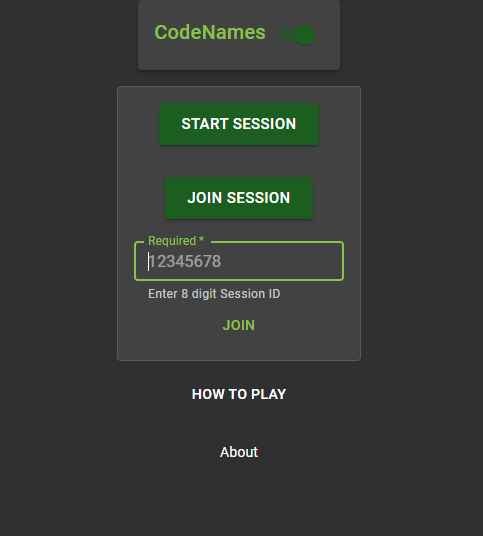 CodeNames
START SESSION
JOIN SESSION
Required *
12345678
Enter 8 digit Session ID
JOIN
HOW TO PLAY
About